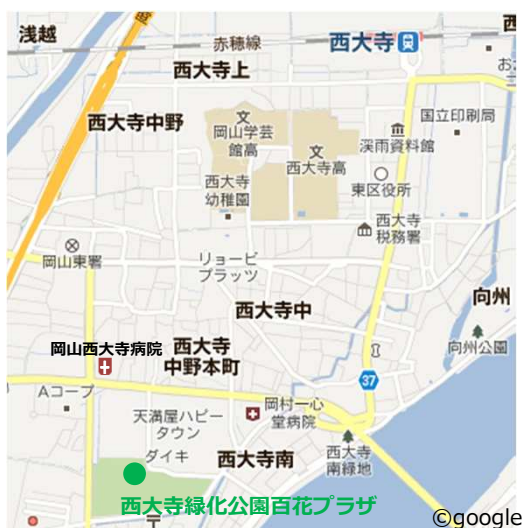 西
浅越
赤穂線
西大寺
西大寺上
お
西大寺中野
岡山学芸
館高
国立印刷局
西大寺高
渓雨資料館
西大寺
幼稚園
東区役所
西大寺
税務署
岡山東署
リョービ
プラッツ
向州
西大寺中
岡山西大寺病院
西大寺
中野本町
向州公園
37
Aコープ
岡村一心
堂病院
天満屋ハピー
タウン
ダイキ
西大寺南
西大寺
南緑地
西大寺緑化公園百花プラザ
©google